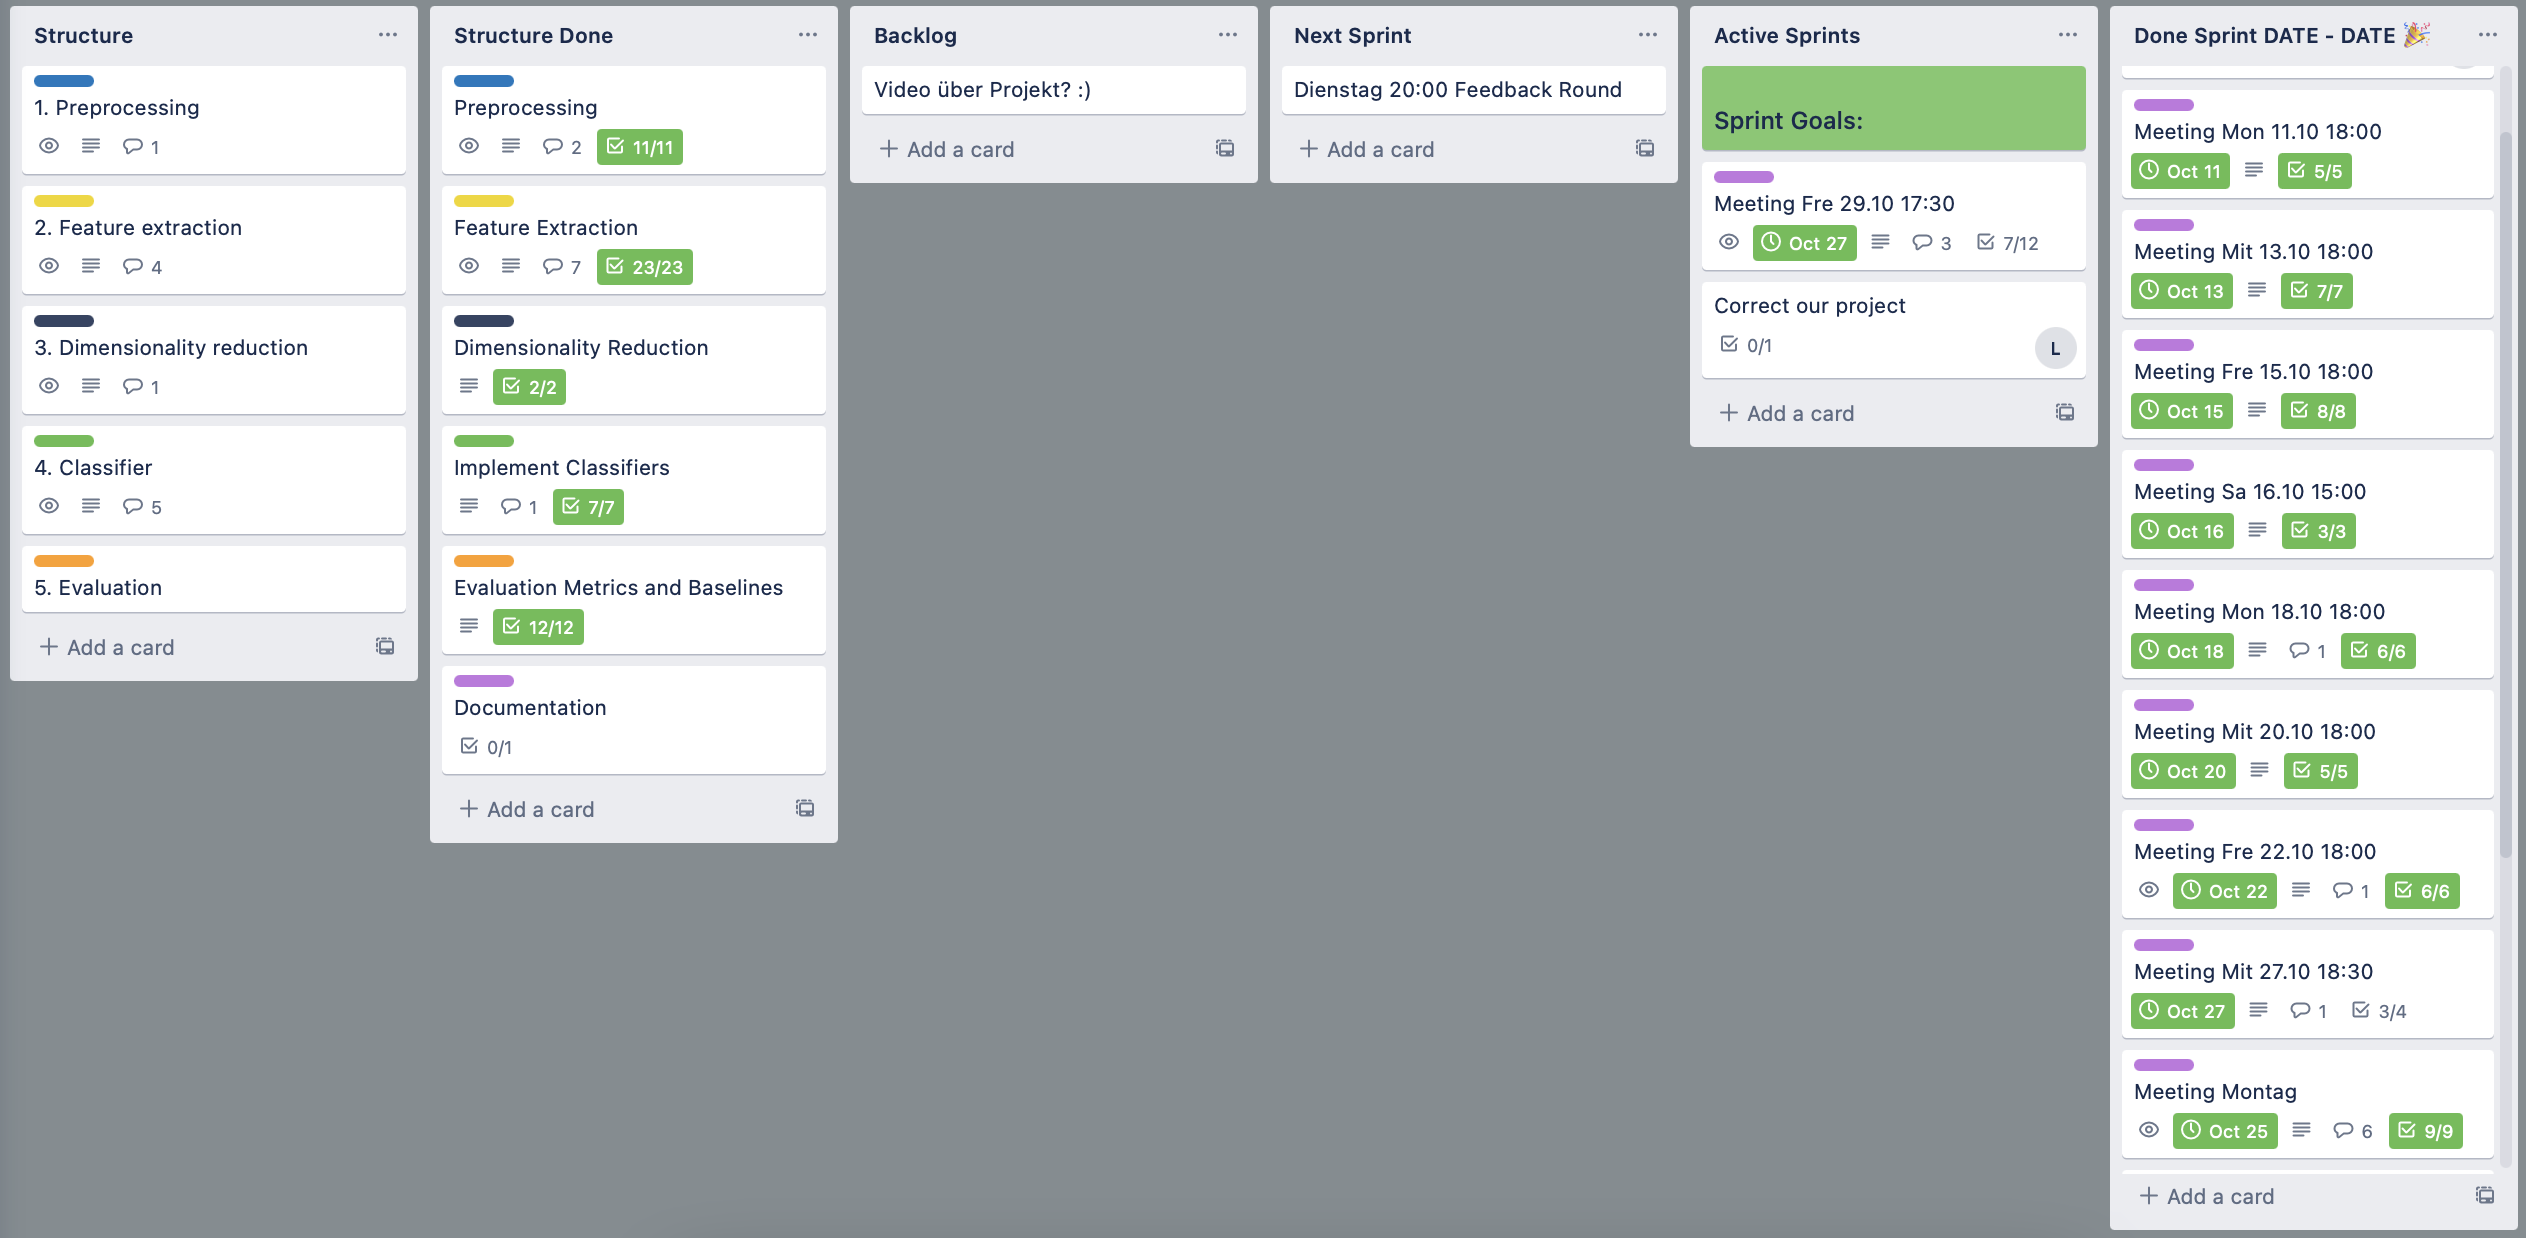 Structure
1. Preprocessing
1
2. Feature extraction
4
3. Dimensionality reduction
1
4. Classifier
5
5. Evaluation
Add a card
Structure Done
Preprocessing
2 11/11
Feature Extraction
7 23/23
Dimensionality Reduction
2/2
Implement Classifiers
1 7/7
Evaluation Metrics and Baselines
12/12
Documentation
0/1
Add a card
Backlog
Video über Projekt? :)
Add a card
Next Sprint
Dienstag 20:00 Feedback Round
Add a card
Active Sprints
Sprint Goals:
Meeting Fre 29.10 17:30
Oct 27 3 7/12
Correct our project
0/1 L
Add a card
Done Sprint DATE - DATE 🎉
Meeting Mon 11.10 18:00
Oct 11 5/5
Meeting Mit 13.10 18:00
Oct 13 7/7
Meeting Fre 15.10 18:00
Oct 15 8/8
Meeting Sa 16.10 15:00
Oct 16 3/3
Meeting Mon 18.10 18:00
Oct 18 1 6/6
Meeting Mit 20.10 18:00
Oct 20 5/5
Meeting Fre 22.10 18:00
Oct 22 1 6/6
Meeting Mit 27.10 18:30
Oct 27 1 3/4
Meeting Montag
Oct 25 6 9/9
Add a card